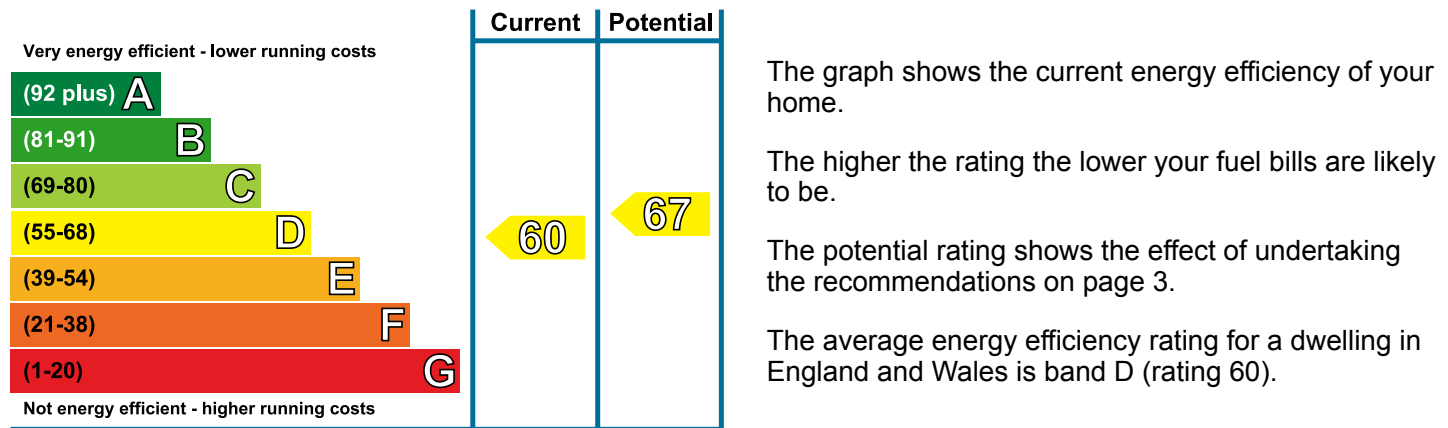 Current Potential
Very energy efficient - lower running costs
(92 plus) A
(81-91) B
(69-80) C
(55-68) D
(39-54) E
(21-38) F
(1-20) G
Not energy efficient - higher running costs
60
67
The graph shows the current energy efficiency of your
home.
The higher the rating the lower your fuel bills are likely
to be.
The potential rating shows the effect of undertaking
the recommendations on page 3.
The average energy efficiency rating for a dwelling in
England and Wales is band D (rating 60).